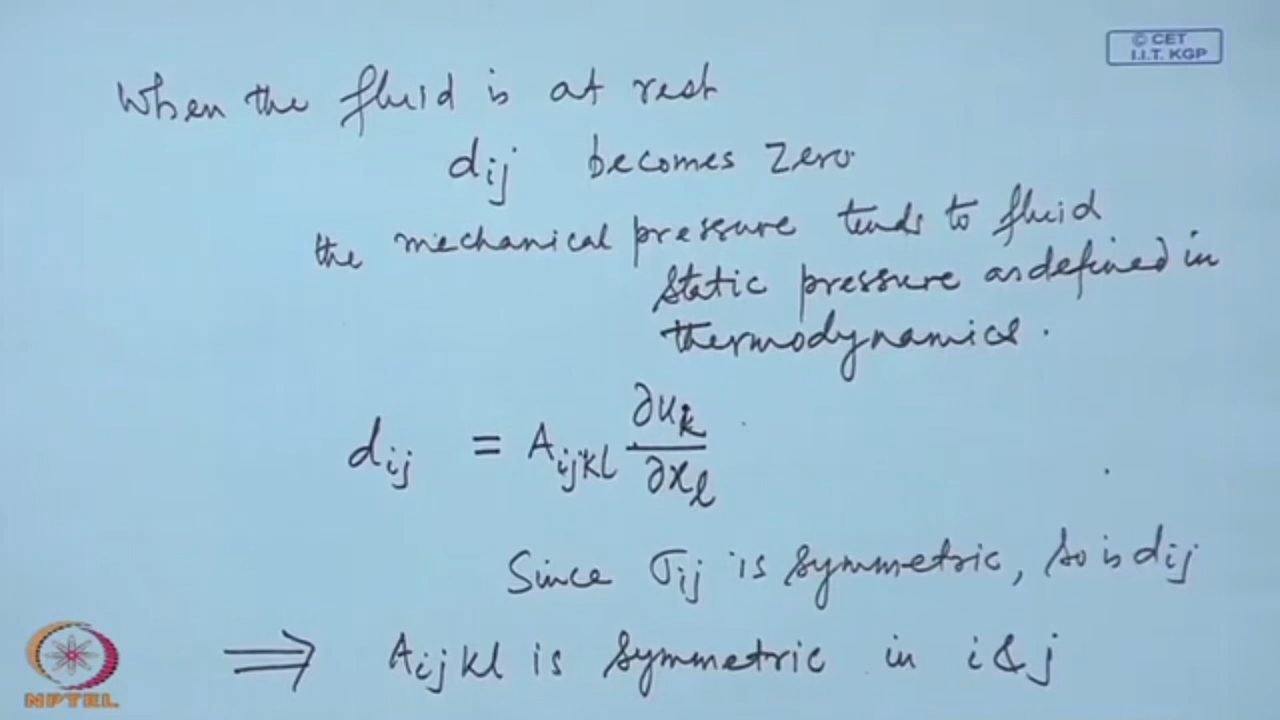 © CET
I.I.T. KGP
When the fluid is at rest
dij becomes zero
the mechanical pressure tends to fluid
static pressure as defined in
thermodynamics.
dij = Aijkl ∂uk/∂xl
Since σij is symmetric, so is dij
⟹ Aijkl is symmetric in i & j
NPTEL